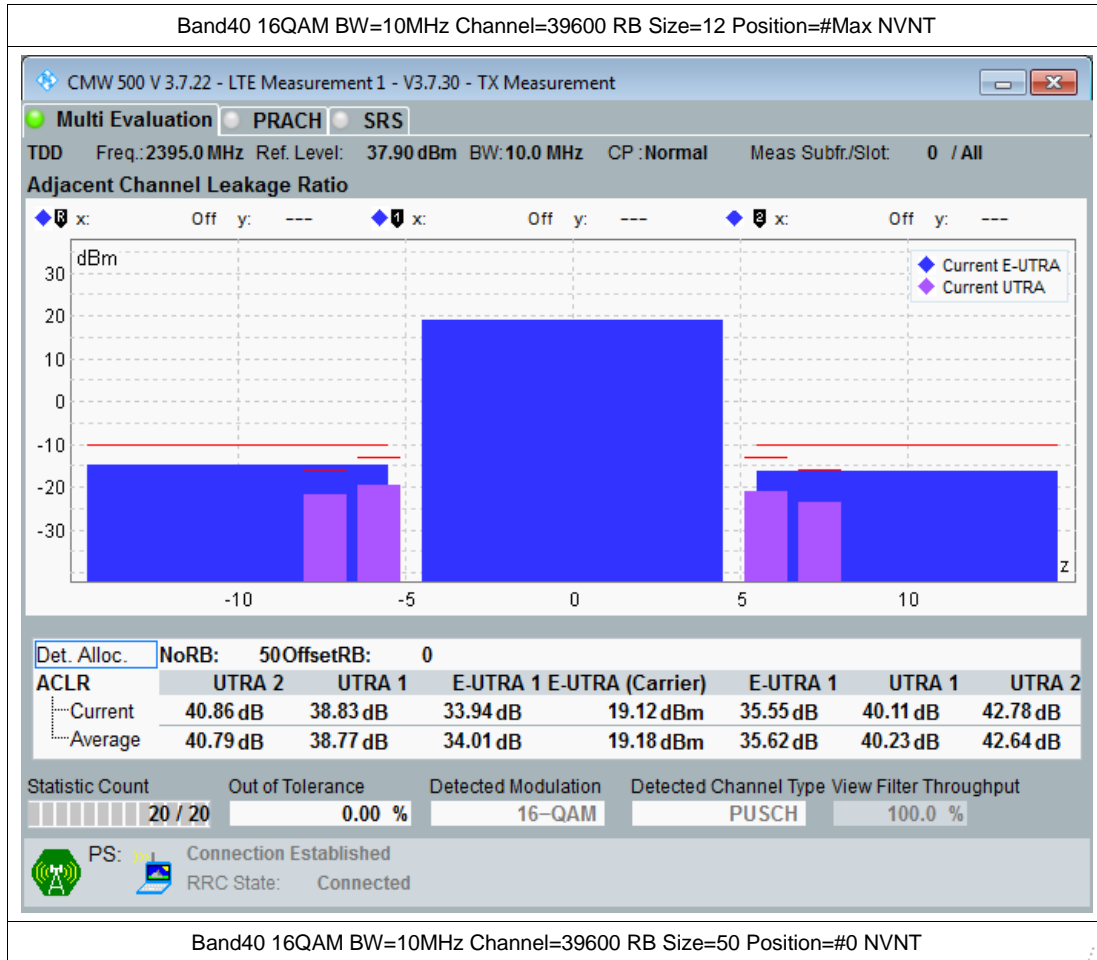 Band40 16QAM BW=10MHz Channel=39600 RB Size=12 Position=#Max NVNT
CMW 500 V 3.7.22 - LTE Measurement 1 - V3.7.30 - TX Measurement
Multi Evaluation PRACH SRS
TDD Freq.:2395.0 MHz Ref. Level: 37.90 dBm BW:10.0 MHz CP :Normal Meas Subfr./Slot: 0 / All
Adjacent Channel Leakage Ratio
R x: Off y: --- 1 x: Off y: --- 2 x: Off y: ---
dBm
Current E-UTRA
Current UTRA
30
20
10
0
-10
-20
-30
z
-10 -5 0 5 10
Det. Alloc. NoRB: 50 OffsetRB: 0
ACLR UTRA 2 UTRA 1 E-UTRA 1 E-UTRA (Carrier) E-UTRA 1 UTRA 1 UTRA 2
Current 40.86 dB 38.83 dB 33.94 dB 19.12 dBm 35.55 dB 40.11 dB 42.78 dB
Average 40.79 dB 38.77 dB 34.01 dB 19.18 dBm 35.62 dB 40.23 dB 42.64 dB
Statistic Count Out of Tolerance Detected Modulation Detected Channel Type View Filter Throughput
20 / 20 0.00 % 16-QAM PUSCH 100.0 %
PS: Connection Established
RRC State: Connected
Band40 16QAM BW=10MHz Channel=39600 RB Size=50 Position=#0 NVNT